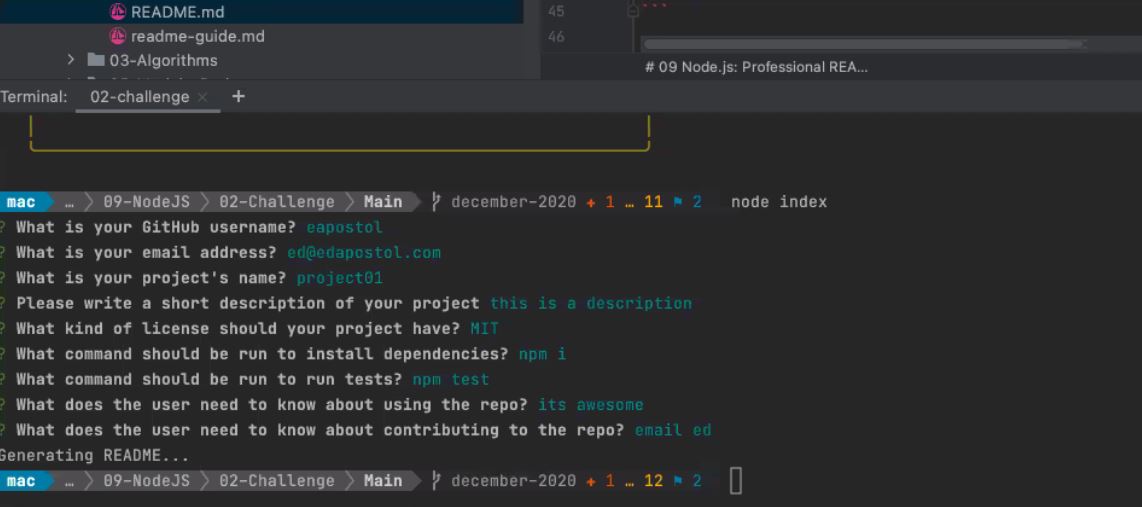 README.md
45
```
readme-guide.md
46
03-Algorithms
# 09 Node.js: Professional REA...
Terminal: 02-challenge × +
mac … 09-NodeJS 02-Challenge Main december-2020 + 1 … 11 2 node index
? What is your GitHub username? eapostol
? What is your email address? ed@edapostol.com
? What is your project's name? project01
? Please write a short description of your project this is a description
? What kind of license should your project have? MIT
? What command should be run to install dependencies? npm i
? What command should be run to run tests? npm test
? What does the user need to know about using the repo? its awesome
? What does the user need to know about contributing to the repo? email ed
Generating README...
mac … 09-NodeJS 02-Challenge Main december-2020 + 1 … 12 2